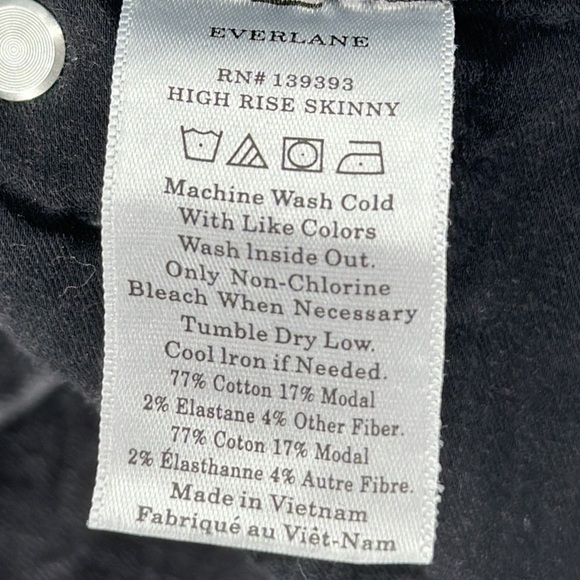 EVERLANE
RN# 139393
HIGH RISE SKINNY
Machine Wash Cold
With Like Colors
Wash Inside Out.
Only Non-Chlorine
Bleach When Necessary
Tumble Dry Low.
Cool Iron if Needed.
77% Cotton 17% Modal
2% Elastane 4% Other Fiber.
77% Coton 17% Modal
2% Élasthanne 4% Autre Fibre.
Made in Vietnam
Fabriqué au Viêt-Nam